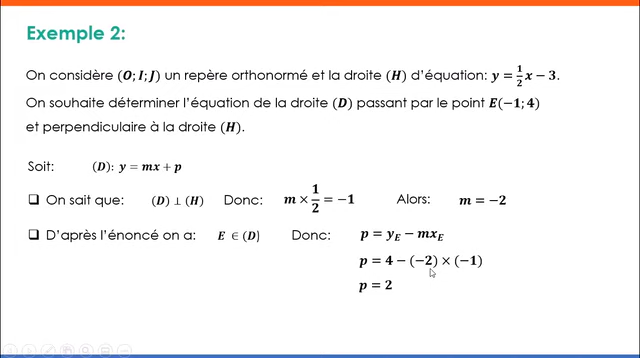 Exemple 2:
On considère (O; I; J) un repère orthonormé et la droite (H) d'équation: y = 1/2 x − 3.
On souhaite déterminer l'équation de la droite (D) passant par le point E(−1; 4)
et perpendiculaire à la droite (H).
Soit: (D): y = mx + p
❑ On sait que: (D) ⊥ (H) Donc: m × 1/2 = −1 Alors: m = −2
❑ D'après l'énoncé on a: E ∈ (D) Donc: p = y_E − mx_E
p = 4 − (−2) × (−1)
p = 2